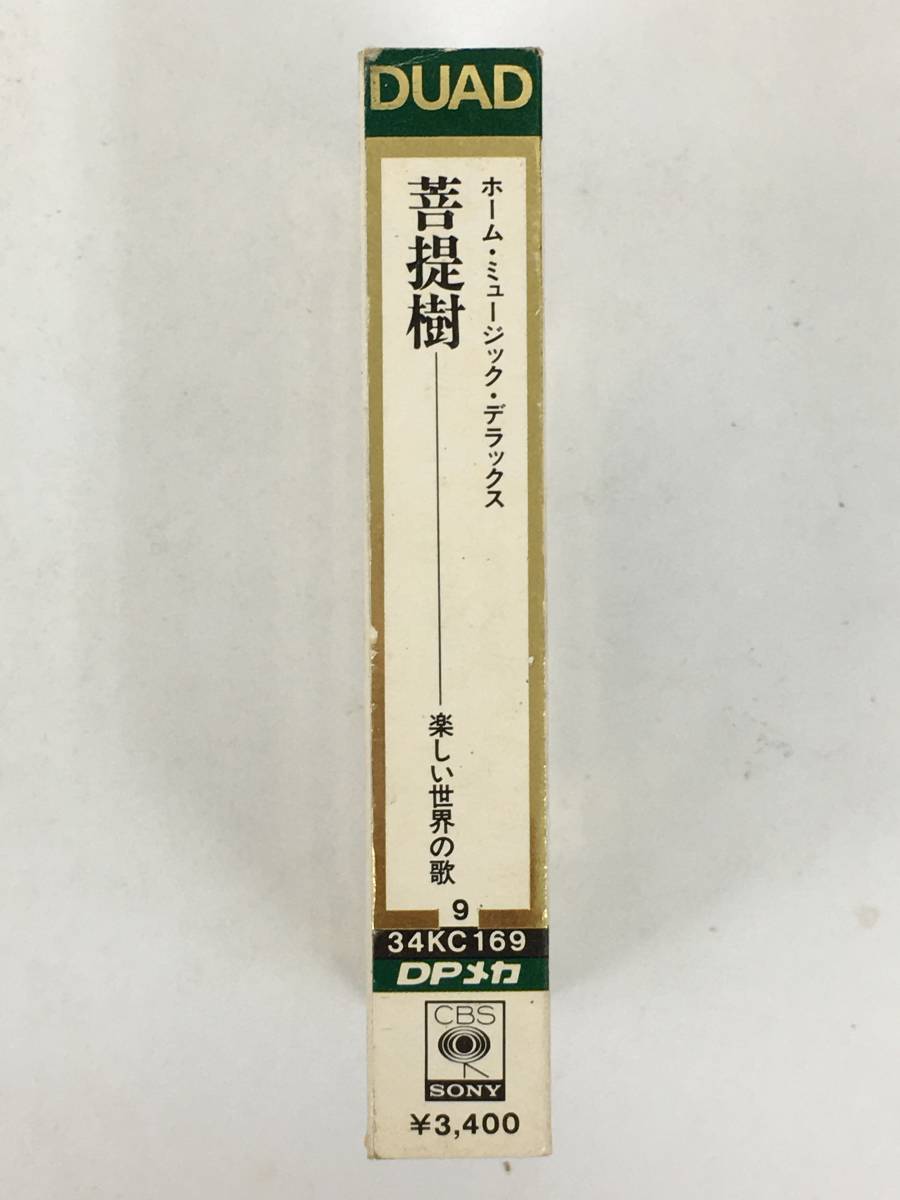 DUAD
ホーム・ミュージック・デラックス
菩提樹——楽しい世界の歌
9
34KC169
DPメカ
CBS
SONY
¥3,400